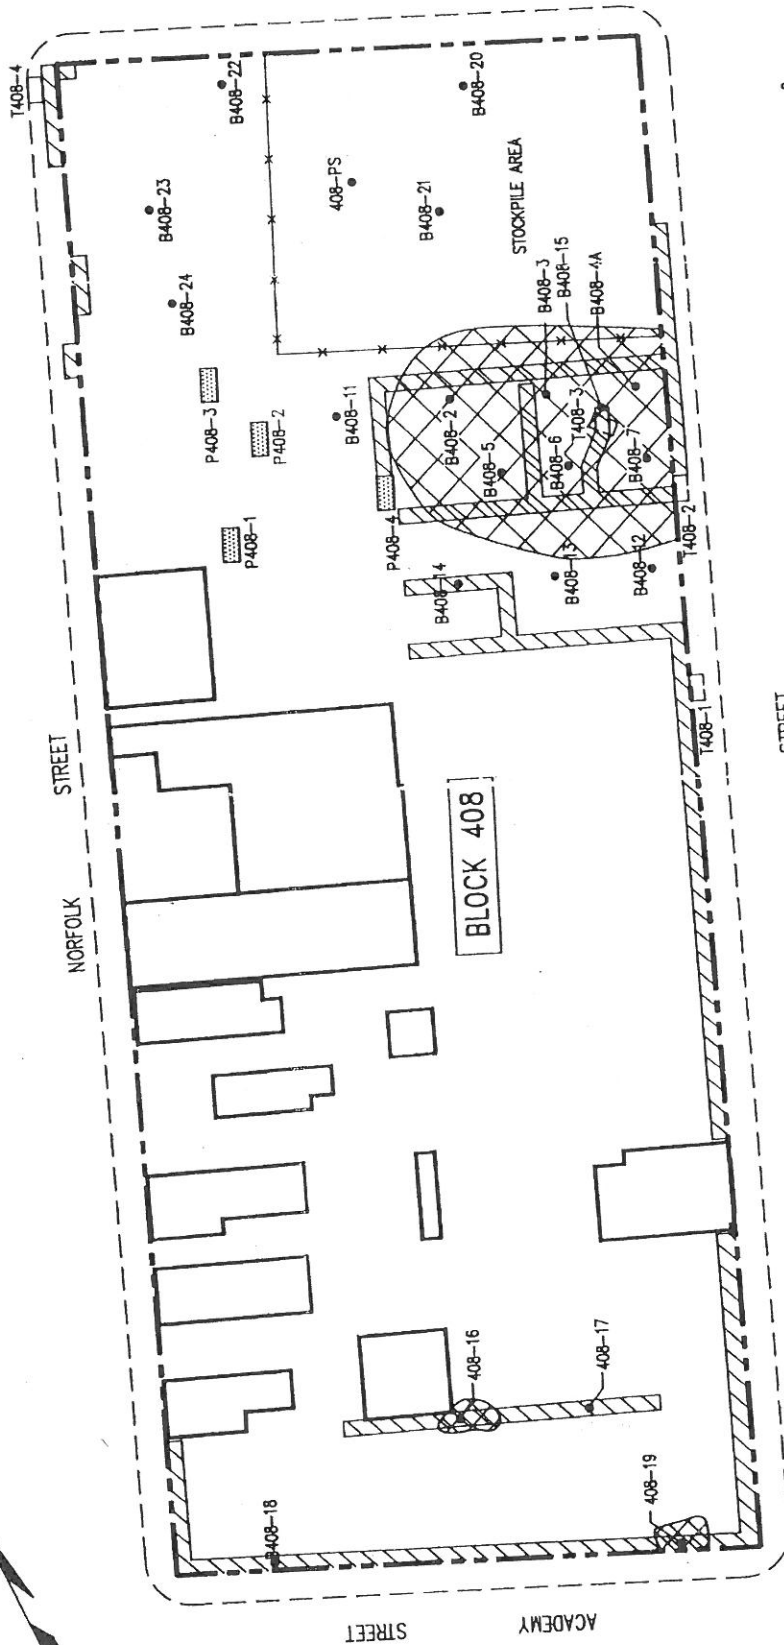 T408-4
B408-22
B408-23
B408-24
408-PS
B408-20
B408-21
STOCKPILE AREA
P408-3
P408-2
P408-1
B408-11
P408-4
B408-3
B408-15
B408-4A
B408-2
T408-3
B408-5
B408-6
B408-7
B408-14
B408-13
B408-12
T408-2
T408-1
NORFOLK STREET
BLOCK 408
408-16
408-17
B408-18
408-19
ACADEMY
STREET
STREET